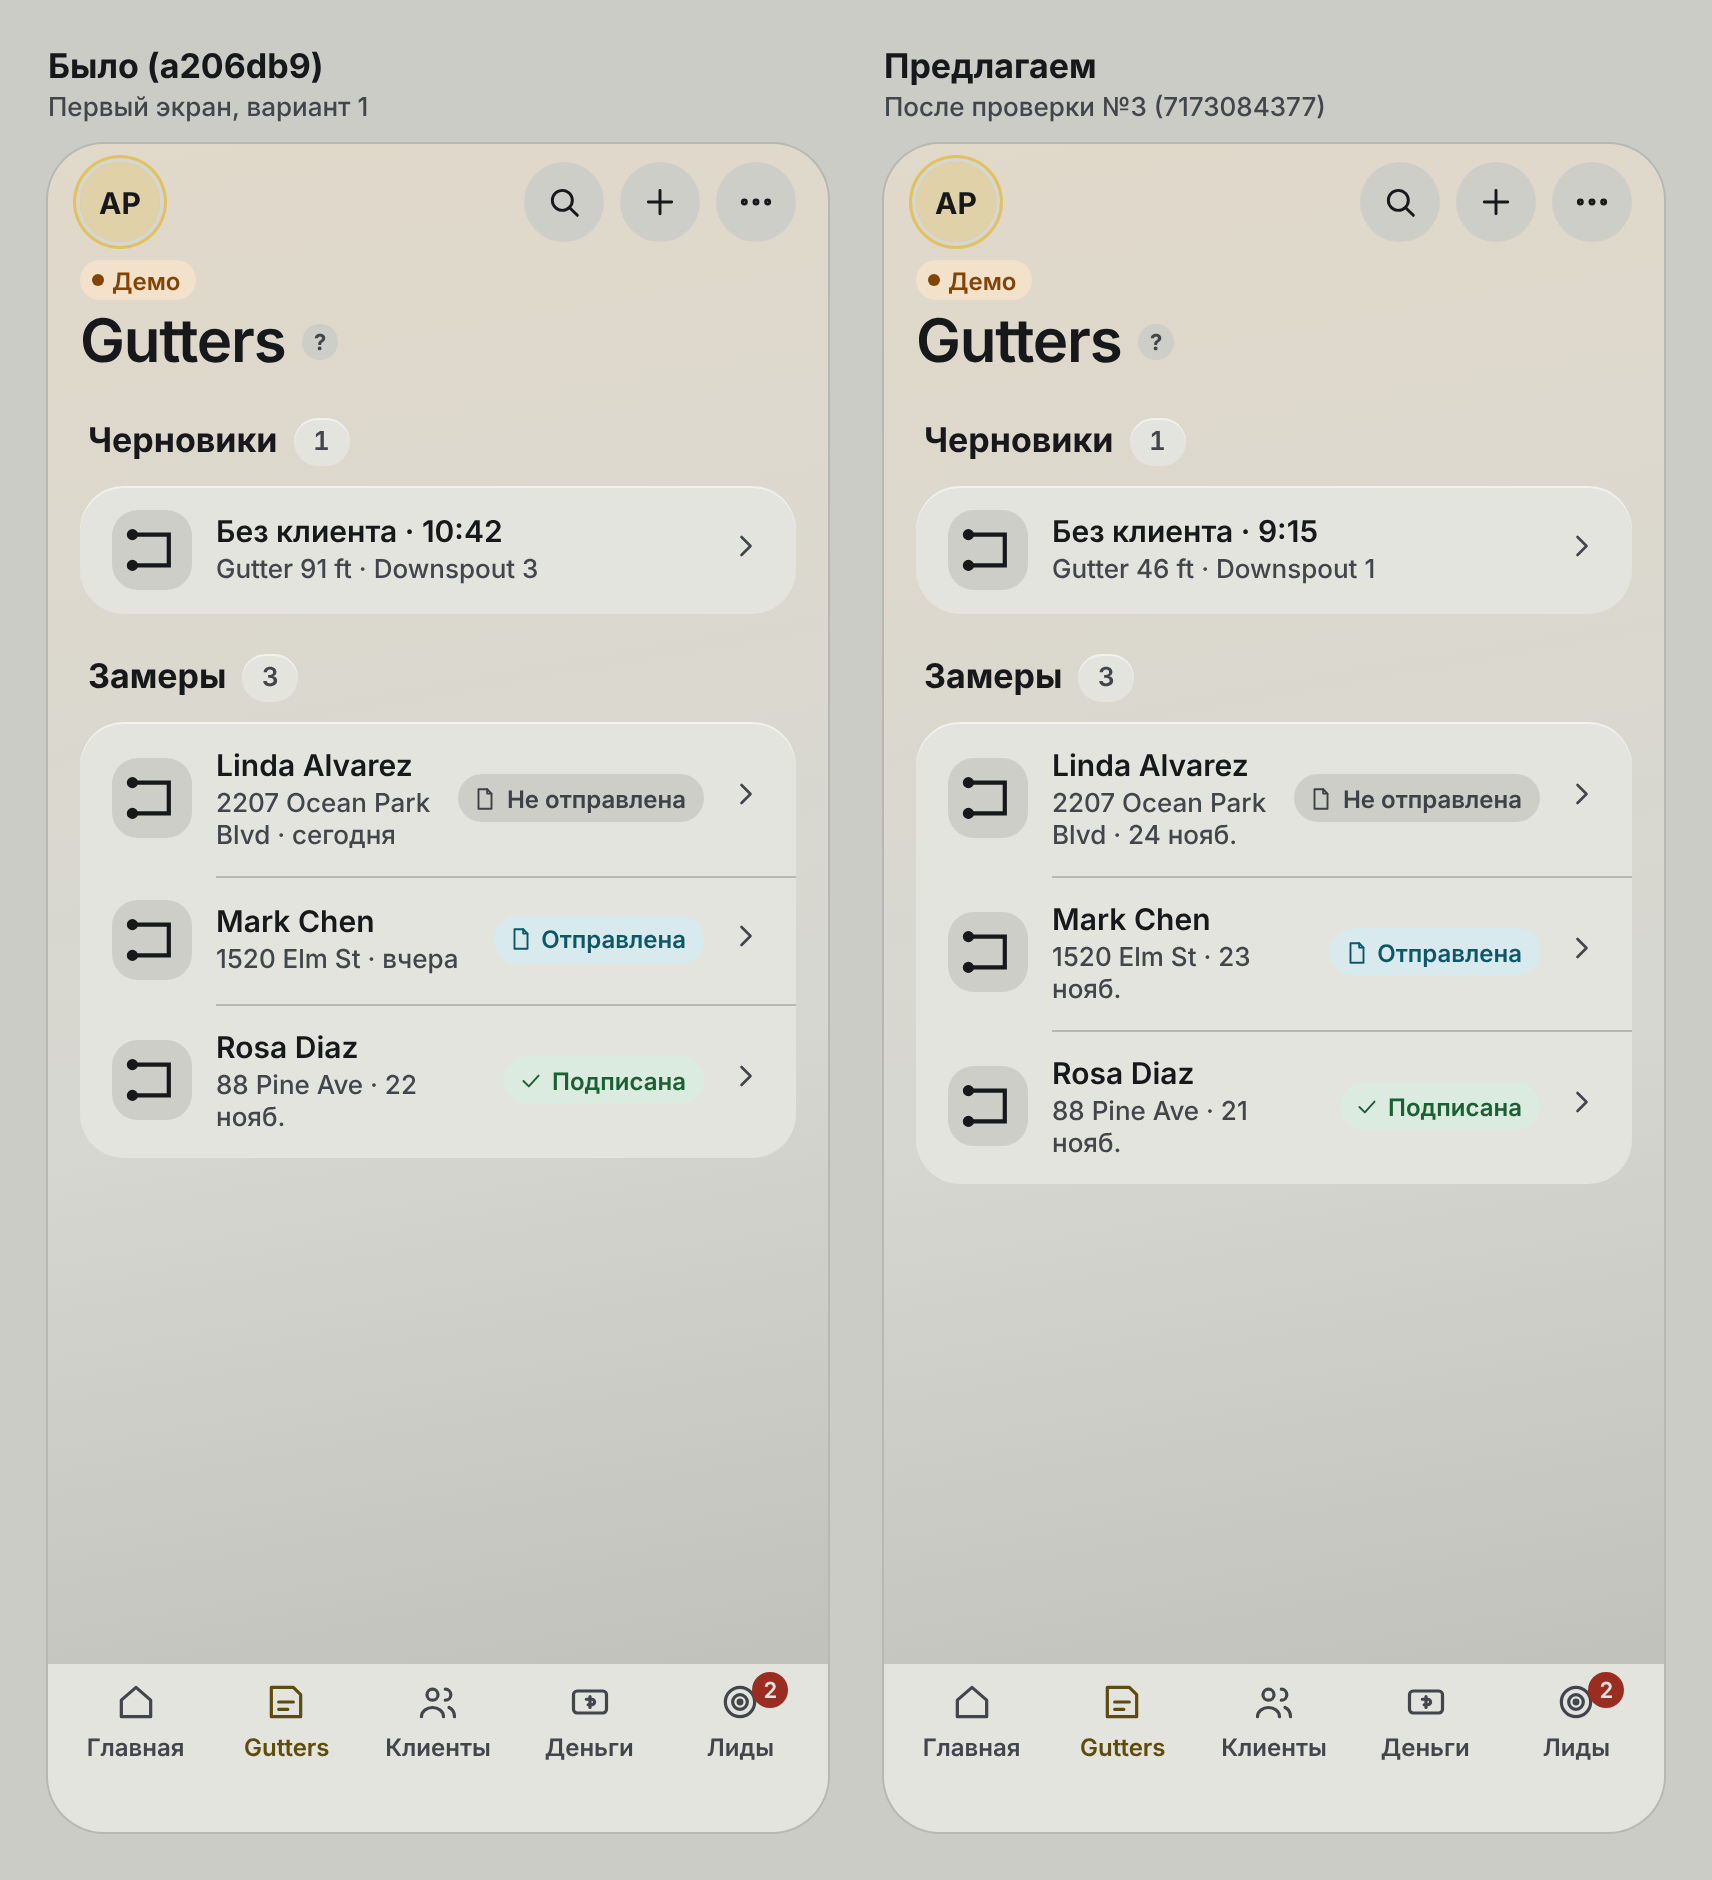 Было (a206db9)
Первый экран, вариант 1
AP
Демо
Gutters ?
Черновики 1
Без клиента · 10:42
Gutter 91 ft · Downspout 3
Замеры 3
Linda Alvarez
2207 Ocean Park
Blvd · сегодня
Не отправлена
Mark Chen
1520 Elm St · вчера
Отправлена
Rosa Diaz
88 Pine Ave · 22
нояб.
Подписана
Главная
Gutters
Клиенты
Деньги
2
Лиды
Предлагаем
После проверки №3 (7173084377)
AP
Демо
Gutters ?
Черновики 1
Без клиента · 9:15
Gutter 46 ft · Downspout 1
Замеры 3
Linda Alvarez
2207 Ocean Park
Blvd · 24 нояб.
Не отправлена
Mark Chen
1520 Elm St · 23
нояб.
Отправлена
Rosa Diaz
88 Pine Ave · 21
нояб.
Подписана
Главная
Gutters
Клиенты
Деньги
2
Лиды